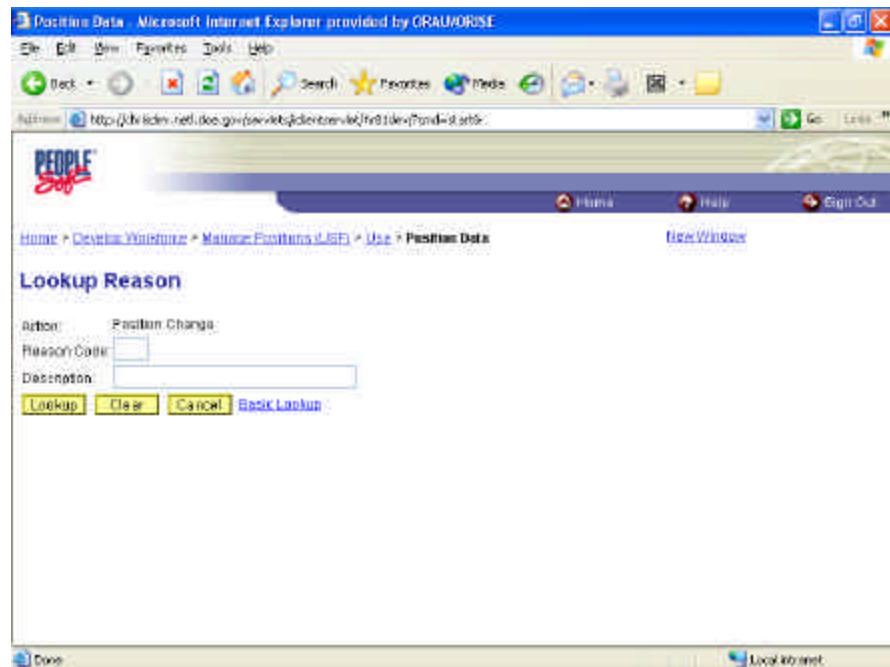 Position Data - Microsoft Internet Explorer provided by ORAU/ORISE
File Edit View Favorites Tools Help
Back Search Favorites Media
Address Go Links »
PEOPLE
Soft
Home Help Sign Out
Home > Develop Workforce > Manage Positions (USF) > Use > Position Data New Window
Lookup Reason
Action: Position Change
Reason Code:
Description:
Lookup Clear Cancel Basic Lookup
Done Local intranet